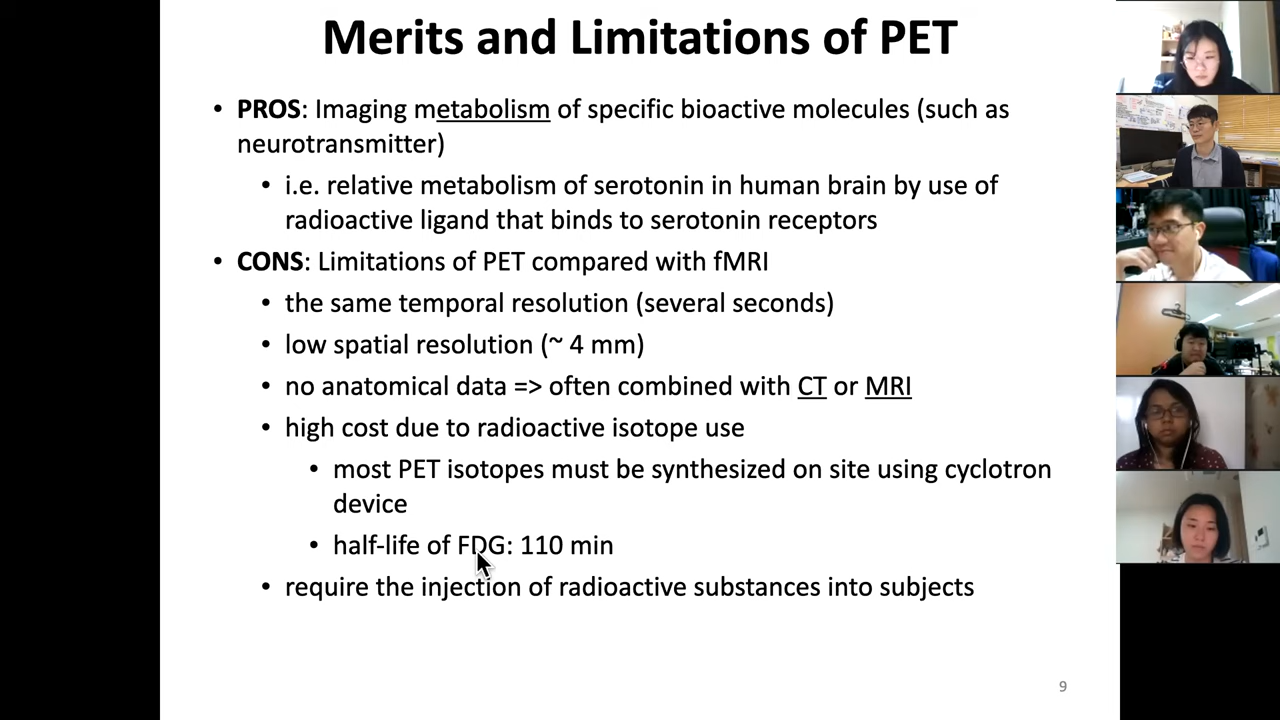 Merits and Limitations of PET
• PROS: Imaging metabolism of specific bioactive molecules (such as
neurotransmitter)
• i.e. relative metabolism of serotonin in human brain by use of
radioactive ligand that binds to serotonin receptors
• CONS: Limitations of PET compared with fMRI
• the same temporal resolution (several seconds)
• low spatial resolution (~ 4 mm)
• no anatomical data => often combined with CT or MRI
• high cost due to radioactive isotope use
• most PET isotopes must be synthesized on site using cyclotron
device
• half-life of FDG: 110 min
• require the injection of radioactive substances into subjects
9